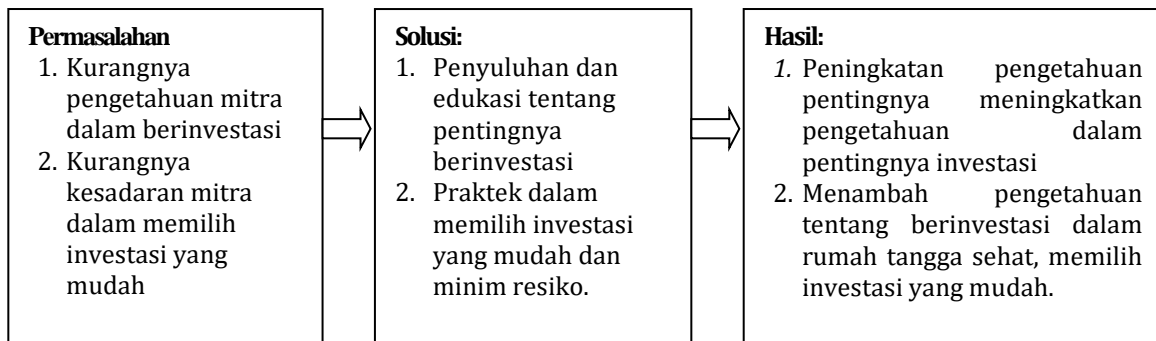 Permasalahan
1. Kurangnya
pengetahuan mitra
dalam berinvestasi
2. Kurangnya
kesadaran mitra
dalam memilih
investasi yang
mudah
Solusi:
1. Penyuluhan dan
edukasi tentang
pentingnya
berinvestasi
2. Praktek dalam
memilih investasi
yang mudah dan
minim resiko.
Hasil:
1. Peningkatan pengetahuan
pentingnya meningkatkan
pengetahuan dalam
pentingnya investasi
2. Menambah pengetahuan
tentang berinvestasi dalam
rumah tangga sehat, memilih
investasi yang mudah.